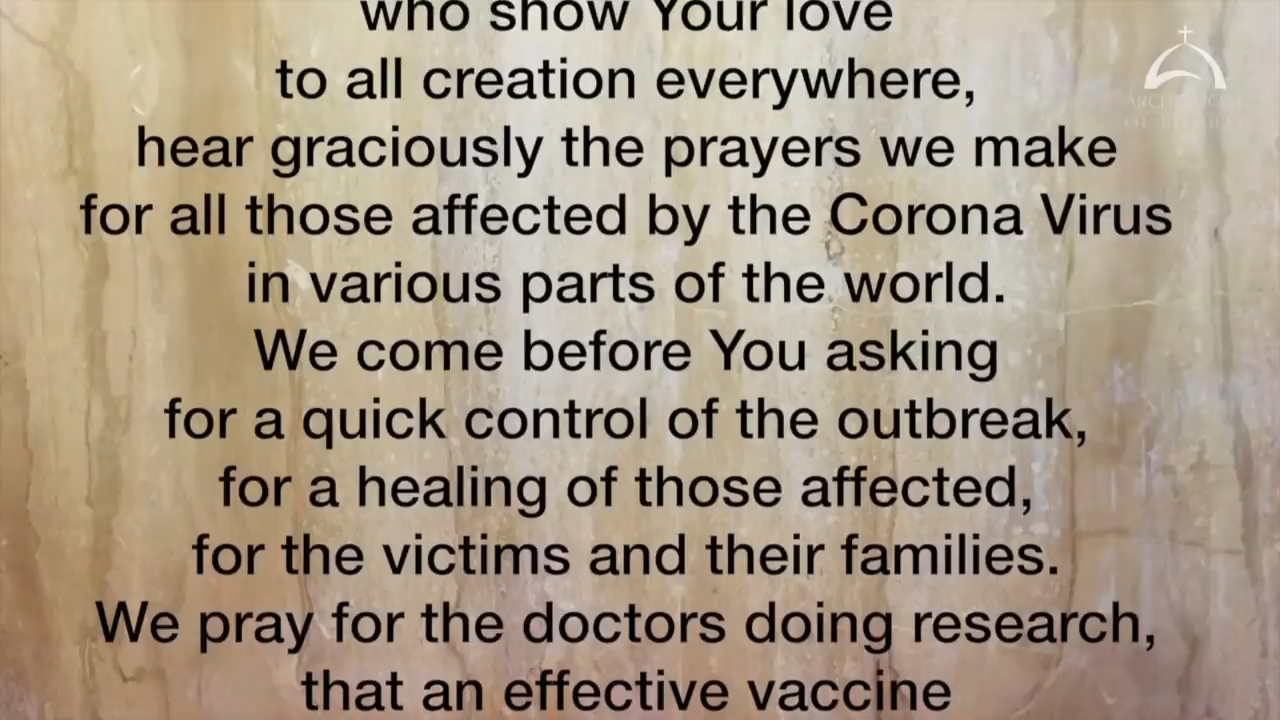 who show Your love
to all creation everywhere,
hear graciously the prayers we make
for all those affected by the Corona Virus
in various parts of the world.
We come before You asking
for a quick control of the outbreak,
for a healing of those affected,
for the victims and their families.
We pray for the doctors doing research,
that an effective vaccine